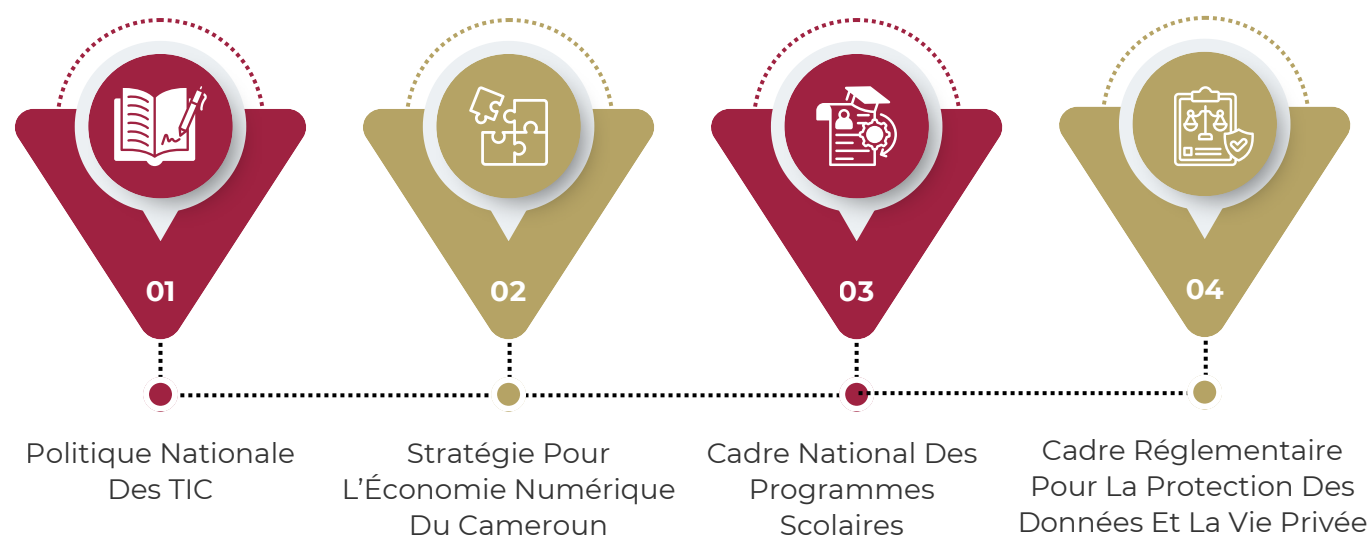 01
Politique Nationale
Des TIC
02
Stratégie Pour
L'Économie Numérique
Du Cameroun
03
Cadre National Des
Programmes
Scolaires
04
Cadre Réglementaire
Pour La Protection Des
Données Et La Vie Privée